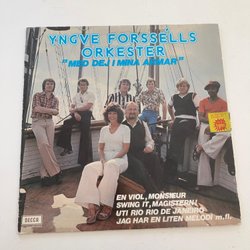 YNGVE FORSSELLS
ORKESTER
"MED DEJ I MINA ARMAR"
EN VIOL, MONSIEUR
SWING IT, MAGISTERN!
UTI RIO RIO DE JANEIRO
JAG HAR EN LITEN MELODI m.fl.
DECCA